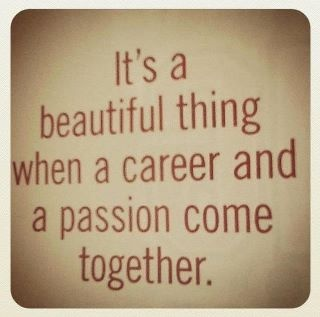 It's a
beautiful thing
when a career and
a passion come
together.